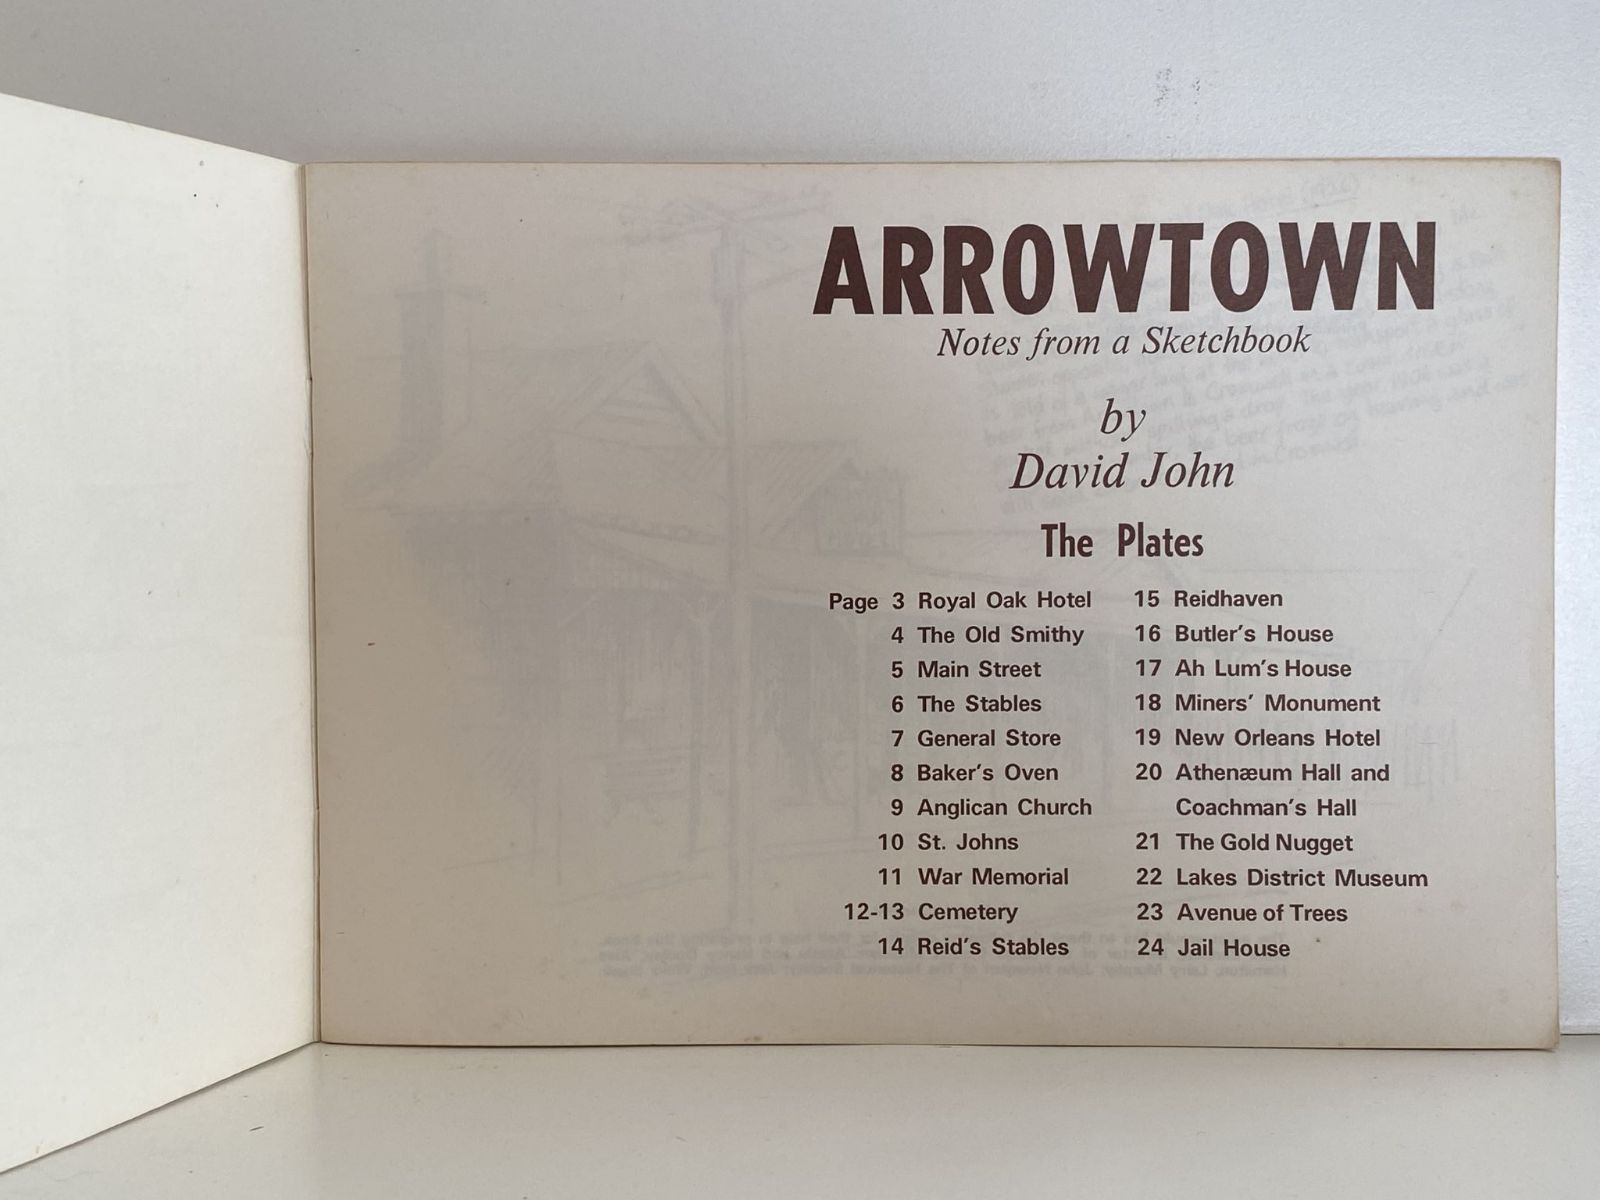 ARROWTOWN
Notes from a Sketchbook
by
David John
The Plates
Page 3 Royal Oak Hotel
4 The Old Smithy
5 Main Street
6 The Stables
7 General Store
8 Baker's Oven
9 Anglican Church
10 St. Johns
11 War Memorial
12-13 Cemetery
14 Reid's Stables
15 Reidhaven
16 Butler's House
17 Ah Lum's House
18 Miners' Monument
19 New Orleans Hotel
20 Athenæum Hall and
Coachman's Hall
21 The Gold Nugget
22 Lakes District Museum
23 Avenue of Trees
24 Jail House